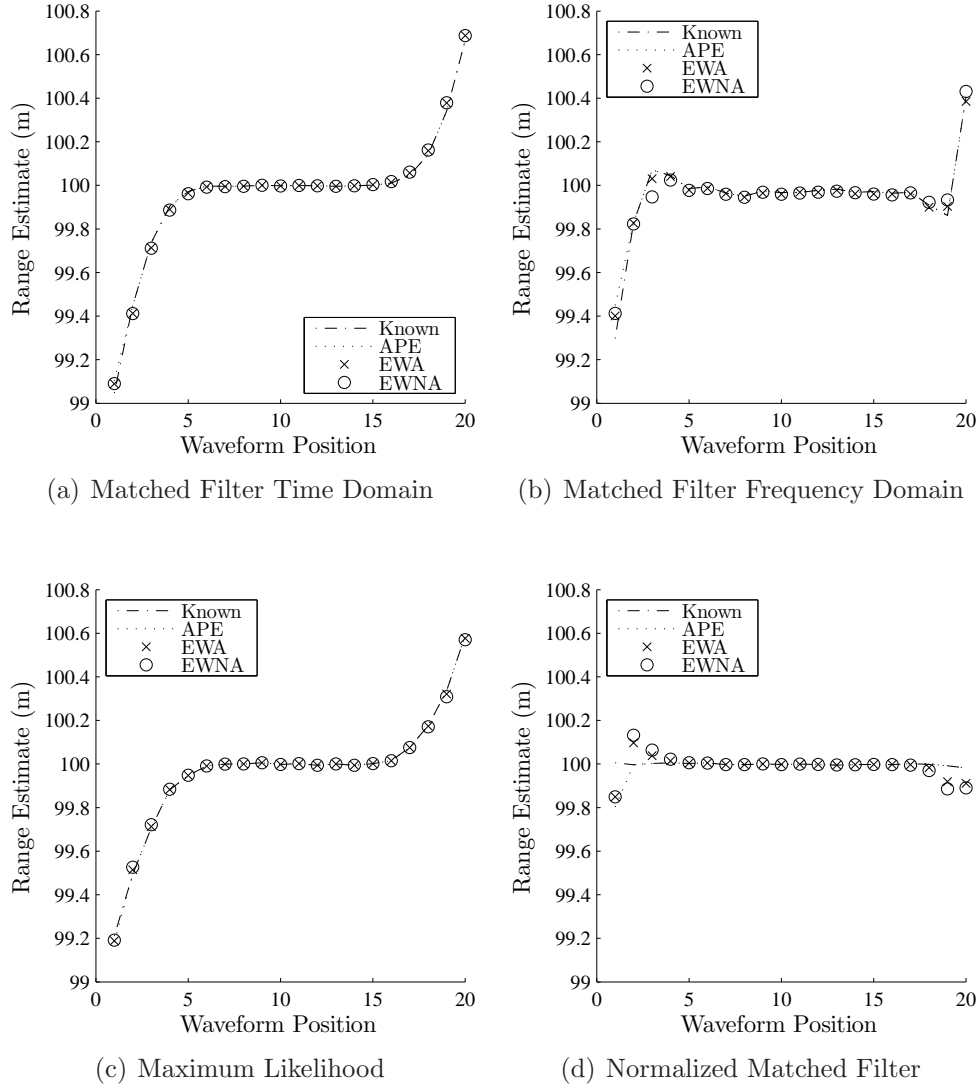 100.8
100.6
100.4
100.2
100
99.8
99.6
99.4
99.2
99
0 5 10 15 20
Range Estimate (m)
Waveform Position
Known
APE
EWA
EWNA
(a) Matched Filter Time Domain
100.8
100.6
100.4
100.2
100
99.8
99.6
99.4
99.2
99
0 5 10 15 20
Range Estimate (m)
Waveform Position
Known
APE
EWA
EWNA
(b) Matched Filter Frequency Domain
100.8
100.6
100.4
100.2
100
99.8
99.6
99.4
99.2
99
0 5 10 15 20
Range Estimate (m)
Waveform Position
Known
APE
EWA
EWNA
(c) Maximum Likelihood
100.8
100.6
100.4
100.2
100
99.8
99.6
99.4
99.2
99
0 5 10 15 20
Range Estimate (m)
Waveform Position
Known
APE
EWA
EWNA
(d) Normalized Matched Filter